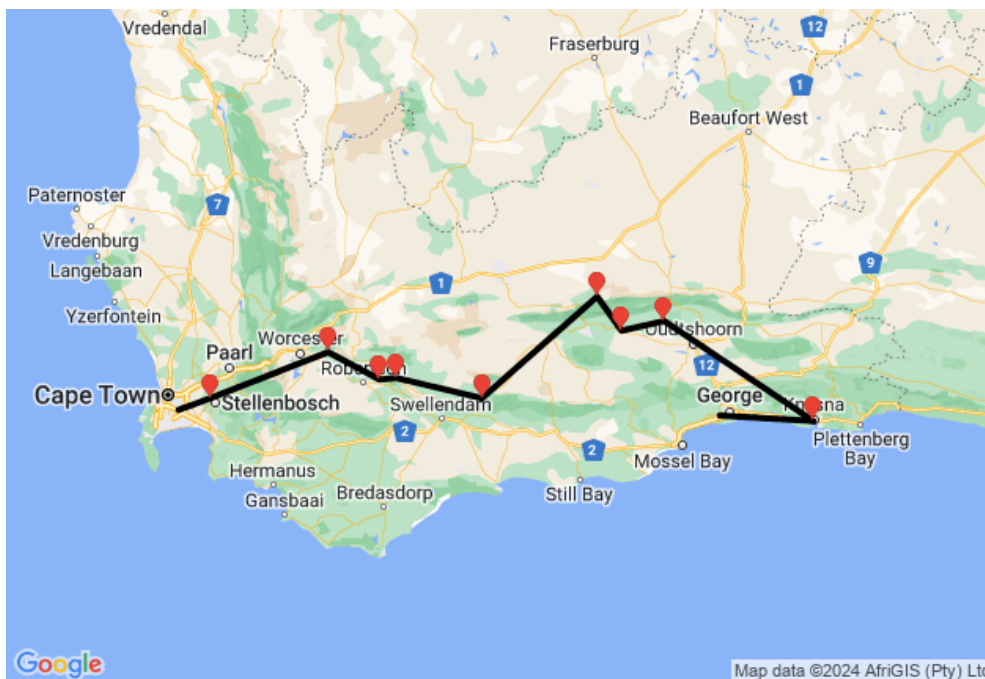 Vredendal
12
Fraserburg
1
Beaufort West
Paternoster
7
Vredenburg
Langebaan
9
1
Yzerfontein
Worcester
Paarl
Oudtshoorn
Robertson
12
Cape Town
Stellenbosch
Swellendam
George
Knysna
2
Plettenberg
Bay
2
Mossel Bay
Hermanus
Gansbaai
Bredasdorp
Still Bay
Google
Map data ©2024 AfriGIS (Pty) Ltd